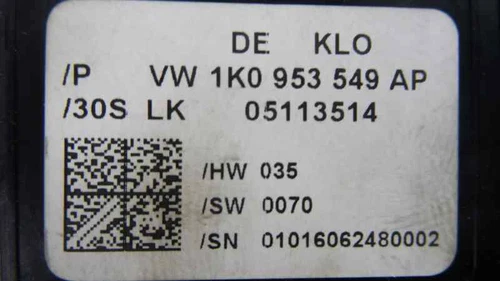 DE KLO
/P VW 1K0 953 549 AP
/30S LK 05113514
/HW 035
/SW 0070
/SN 01016062480002